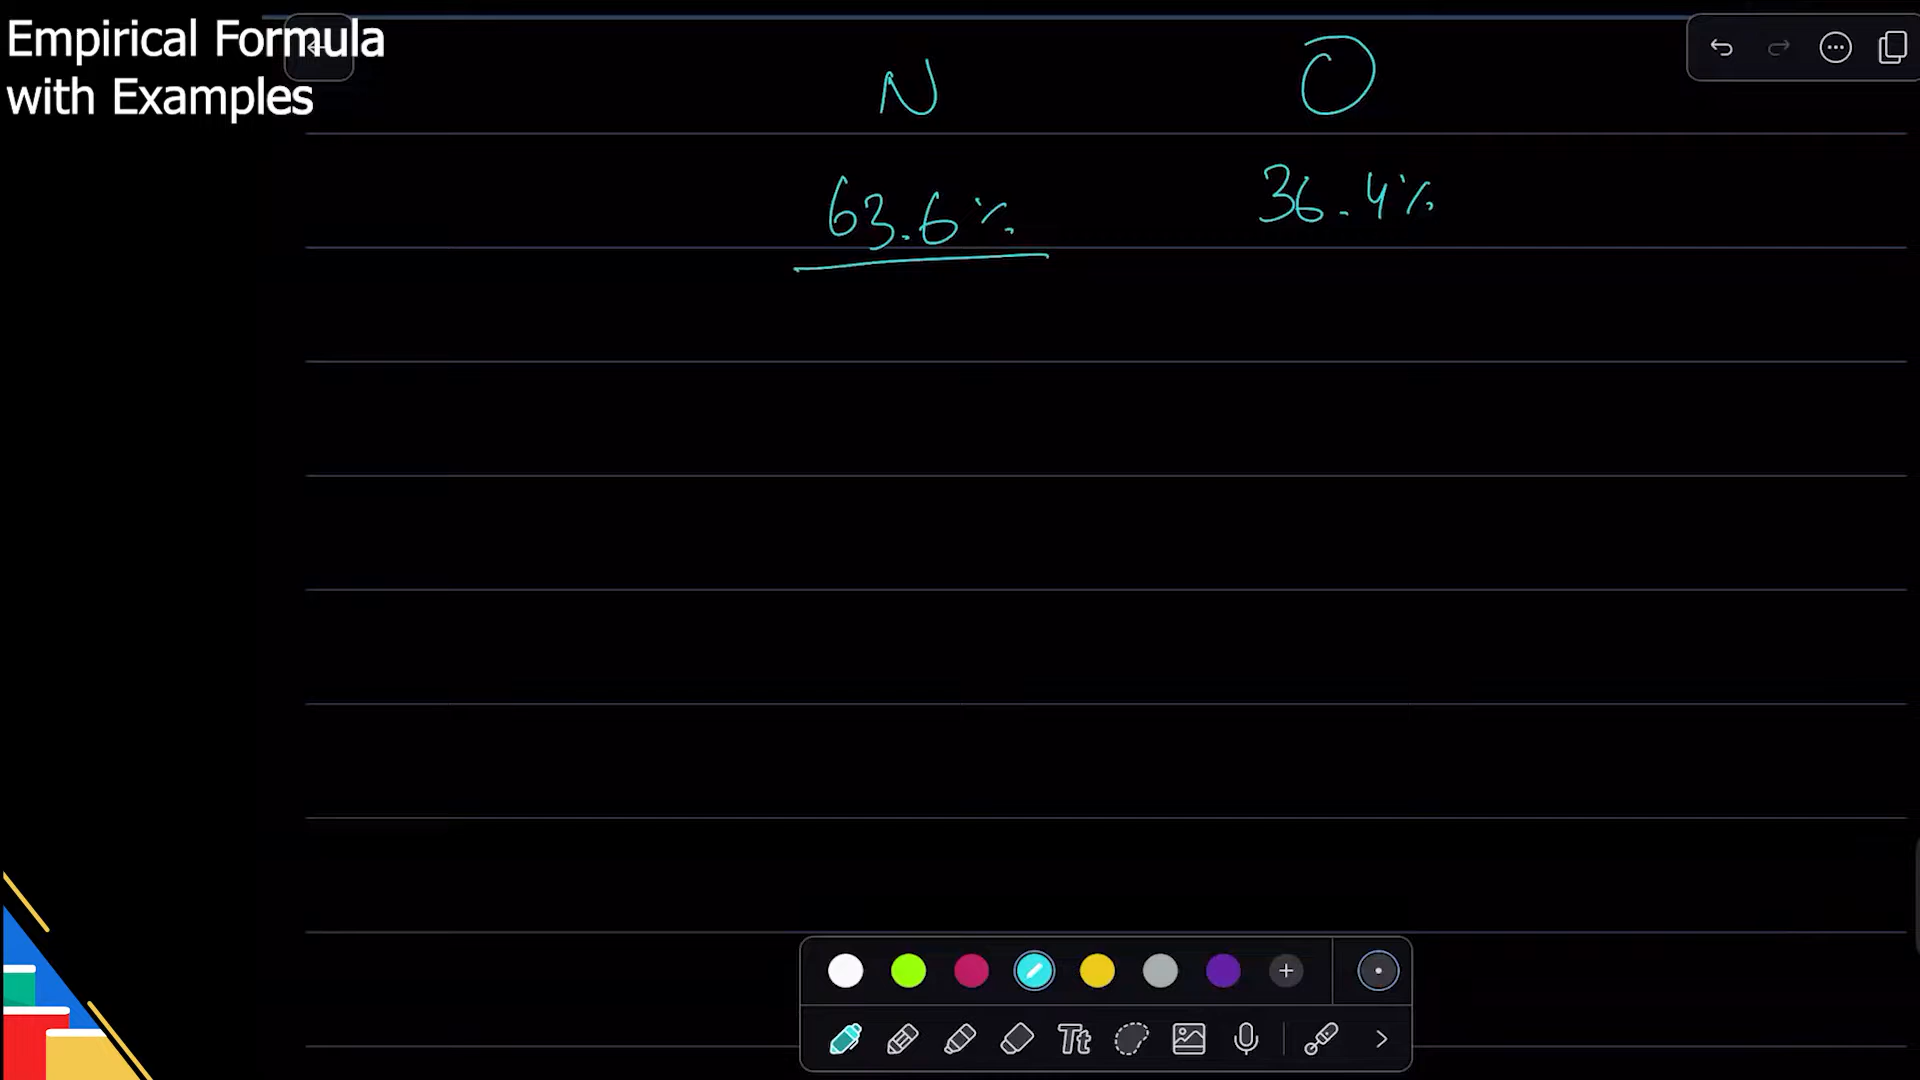 Empirical Formula
with Examples
N O
63.6% 36.4%
Tt